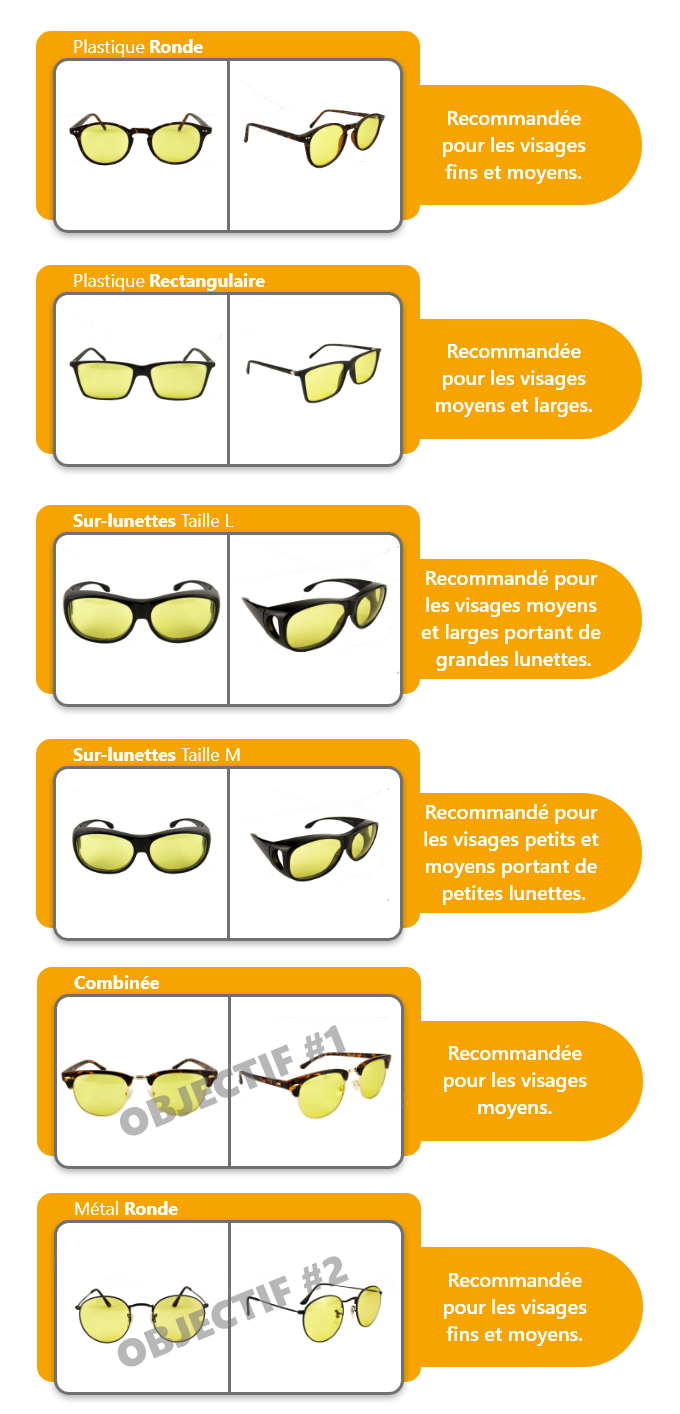 Plastique Ronde
Recommandée
pour les visages
fins et moyens.
Plastique Rectangulaire
Recommandée
pour les visages
moyens et larges.
Sur-lunettes Taille L
Recommandé pour
les visages moyens
et larges portant de
grandes lunettes.
Sur-lunettes Taille M
Recommandé pour
les visages petits et
moyens portant de
petites lunettes.
Combinée
OBJECTIF #1
Recommandée
pour les visages
moyens.
Métal Ronde
OBJECTIF #2
Recommandée
pour les visages
fins et moyens.